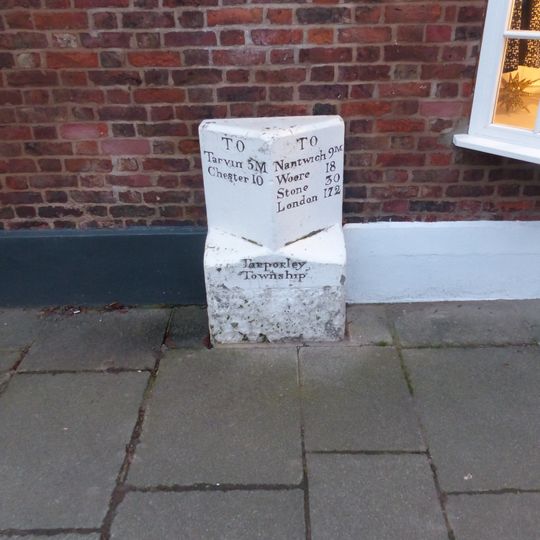 TO
Tarvin 5M
Chester 10
TO
Nantwich 9M
Woore 18
Stone 30
London 172
Tarporley
Township